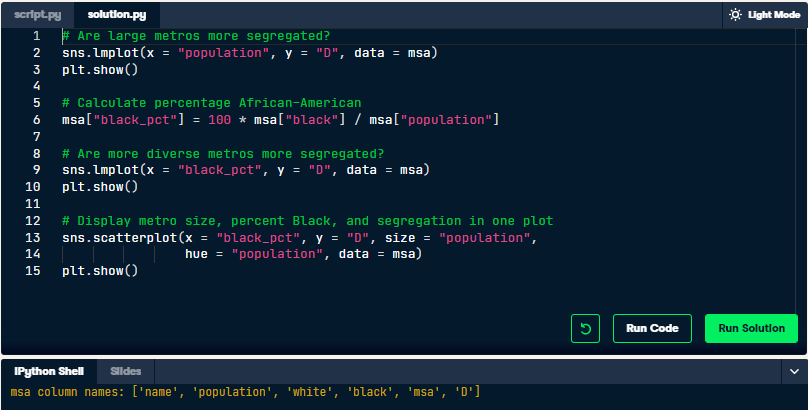 script.py solution.py Light Mode
1 # Are large metros more segregated?
2 sns.lmplot(x = "population", y = "D", data = msa)
3 plt.show()
4
5 # Calculate percentage African-American
6 msa["black_pct"] = 100 * msa["black"] / msa["population"]
7
8 # Are more diverse metros more segregated?
9 sns.lmplot(x = "black_pct", y = "D", data = msa)
10 plt.show()
11
12 # Display metro size, percent Black, and segregation in one plot
13 sns.scatterplot(x = "black_pct", y = "D", size = "population",
14 hue = "population", data = msa)
15 plt.show()
Run Code Run Solution
IPython Shell Slides
msa column names: ['name', 'population', 'white', 'black', 'msa', 'D']